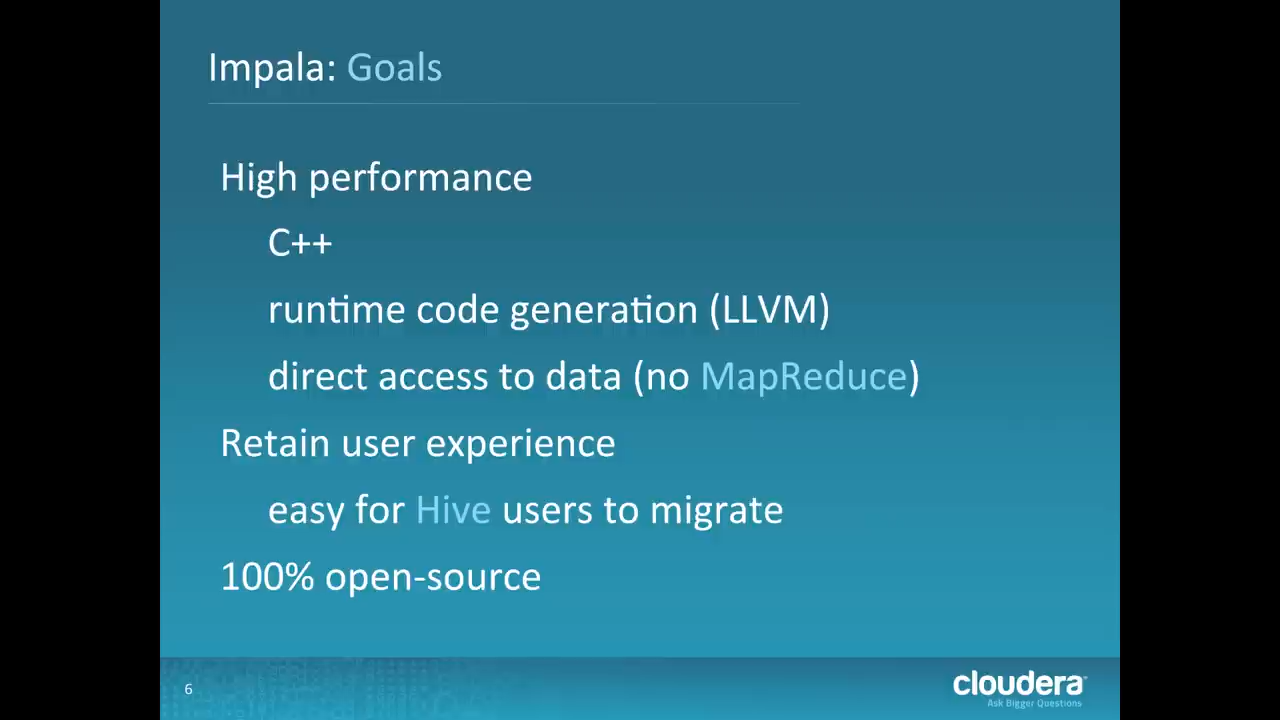 Impala: Goals
High performance
C++
runtime code generation (LLVM)
direct access to data (no MapReduce)
Retain user experience
easy for Hive users to migrate
100% open-source
6
cloudera
Ask Bigger Questions